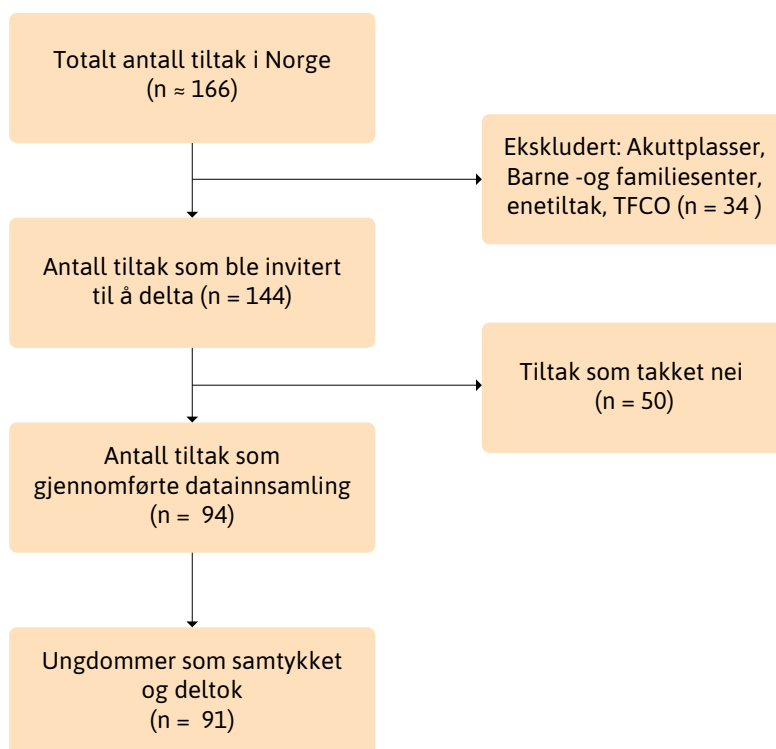 Totalt antall tiltak i Norge
(n ≈ 166)
Ekskludert: Akuttplasser,
Barne -og familiesenter,
enetiltak, TFCO (n = 34 )
Antall tiltak som ble invitert
til å delta (n = 144)
Tiltak som takket nei
(n = 50)
Antall tiltak som
gjennomførte datainnsamling
(n =  94)
Ungdommer som samtykket
og deltok
(n =  91)